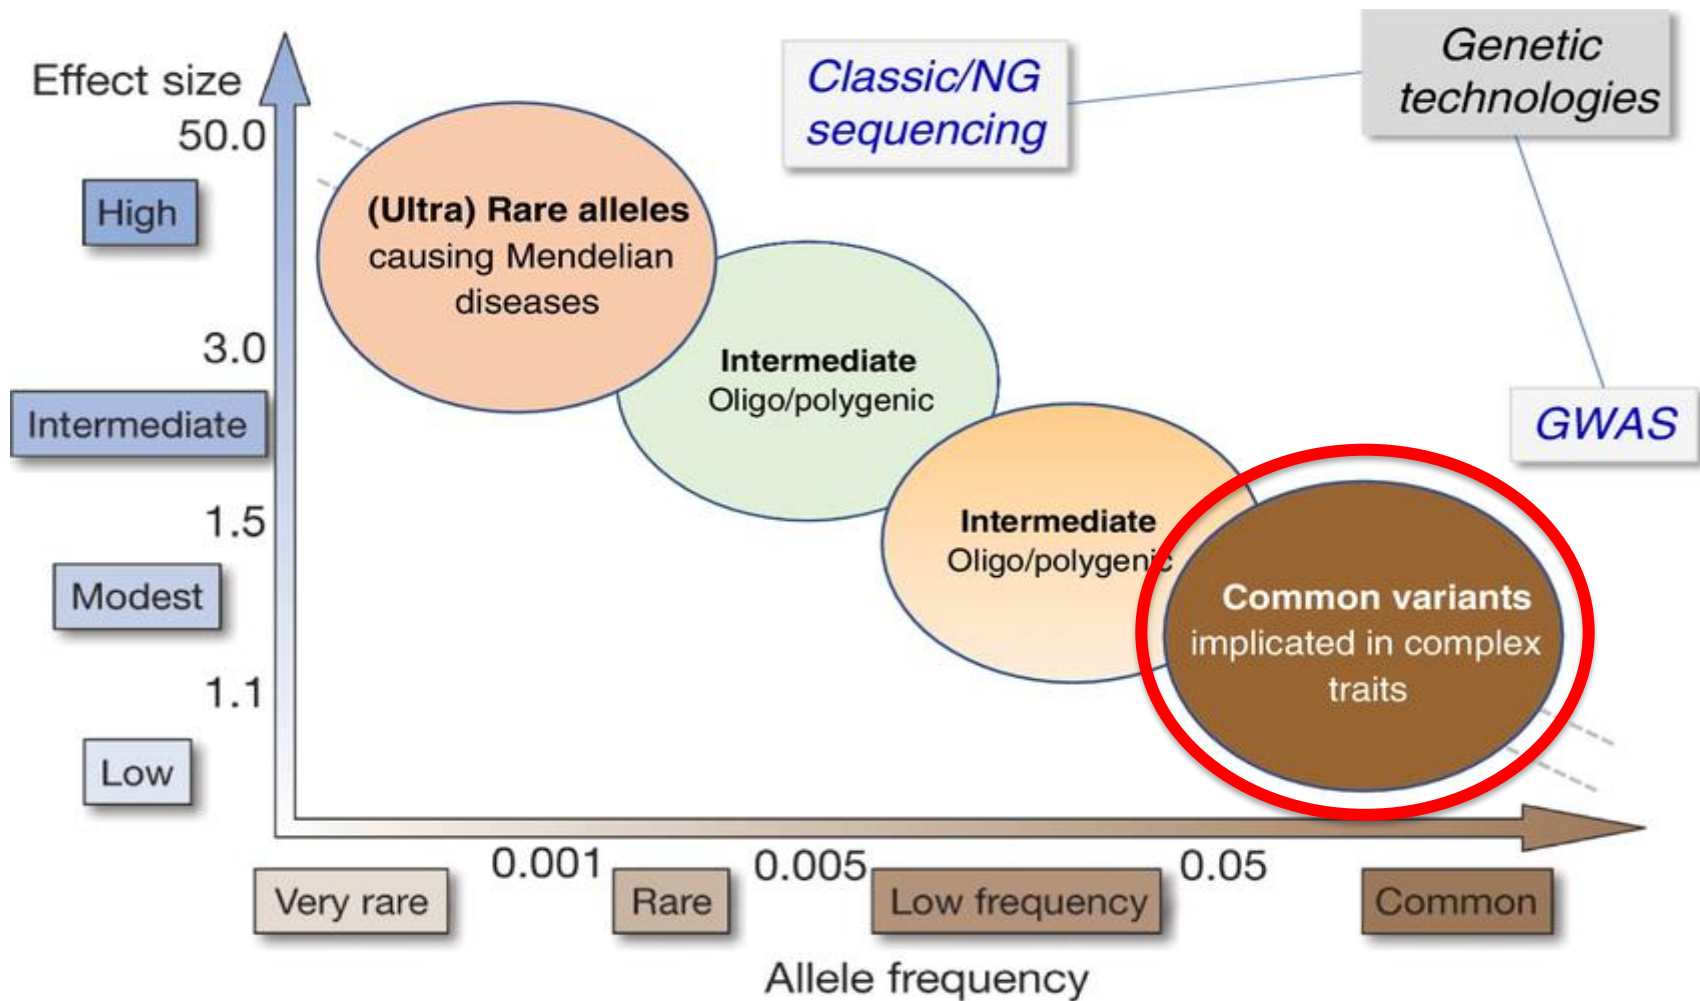 Effect size
50.0
High
3.0
Intermediate
1.5
Modest
1.1
Low
Classic/NG
sequencing
Genetic
technologies
GWAS
(Ultra) Rare alleles
causing Mendelian
diseases
Intermediate
Oligo/polygenic
Intermediate
Oligo/polygenic
Common variants
implicated in complex
traits
0.001
0.005
0.05
Very rare
Rare
Low frequency
Common
Allele frequency